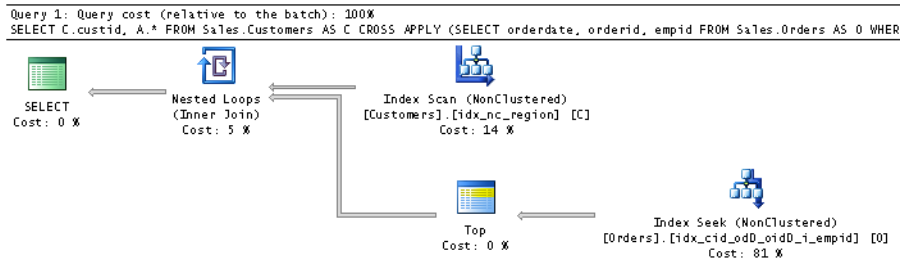 Query 1: Query cost (relative to the batch): 100%
SELECT C.custid, A.* FROM Sales.Customers AS C CROSS APPLY (SELECT orderdate, orderid, empid FROM Sales.Orders AS O WHER
SELECT
Cost: 0 %
Nested Loops
(Inner Join)
Cost: 5 %
Index Scan (NonClustered)
[Customers].[idx_nc_region] [C]
Cost: 14 %
Top
Cost: 0 %
Index Seek (NonClustered)
[Orders].[idx_cid_odD_oidD_i_empid] [O]
Cost: 81 %